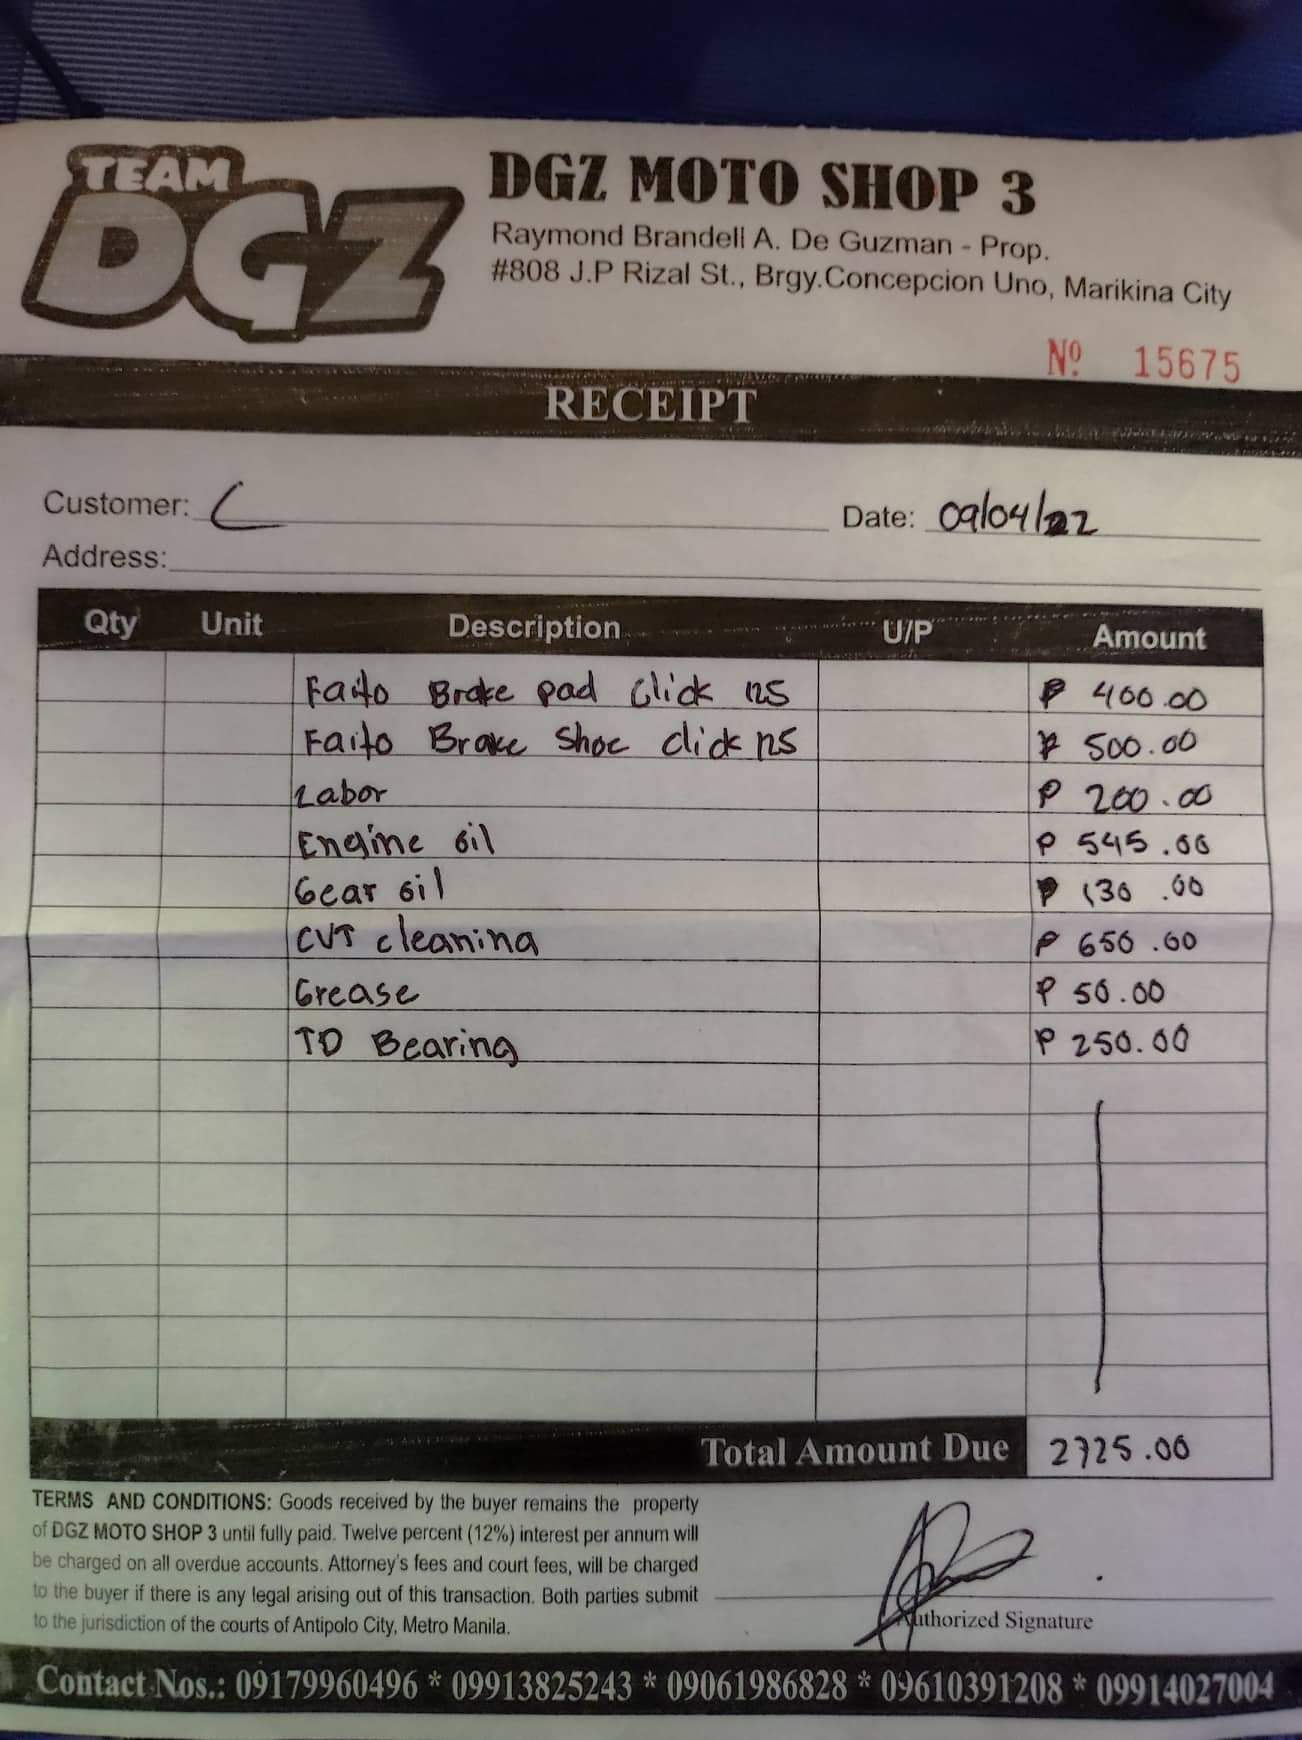 TEAM
DGZ
DGZ MOTO SHOP 3
Raymond Brandell A. De Guzman - Prop.
#808 J.P Rizal St., Brgy.Concepcion Uno, Marikina City
Nº 15675
RECEIPT
Customer: C Date: 09/04/22
Address:
Qty Unit Description U/P Amount
Faito Brake pad Click 125 ₱ 400.00
Faito Brake Shoe click 125 ₱ 500.00
Labor ₱ 200.00
Engine oil ₱ 545.00
Gear oil ₱ 130.00
CVT cleaning ₱ 650.00
Grease ₱ 50.00
TD Bearing ₱ 250.00
Total Amount Due 2725.00
TERMS AND CONDITIONS: Goods received by the buyer remains the property
of DGZ MOTO SHOP 3 until fully paid. Twelve percent (12%) interest per annum will
be charged on all overdue accounts. Attorney's fees and court fees, will be charged
to the buyer if there is any legal arising out of this transaction. Both parties submit
to the jurisdiction of the courts of Antipolo City, Metro Manila.
Authorized Signature
Contact Nos.: 09179960496 * 09913825243 * 09061986828 * 09610391208 * 09914027004